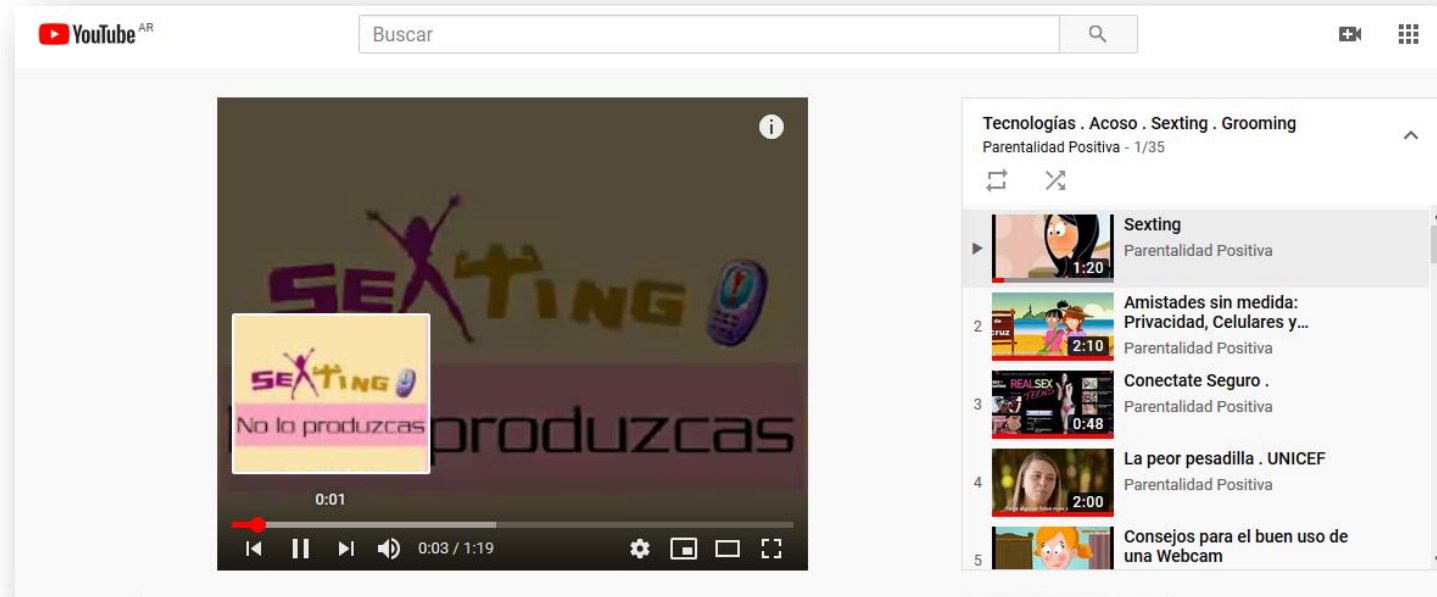 YouTube AR
Buscar
SEXTING
produzcas
SEXTING
No lo produzcas
0:01
0:03 / 1:19
Tecnologías . Acoso . Sexting . Grooming
Parentalidad Positiva - 1/35
1:20
Sexting
Parentalidad Positiva
2
2:10
Amistades sin medida:
Privacidad, Celulares y…
Parentalidad Positiva
3
REALSEX
TEENS
0:48
Conectate Seguro .
Parentalidad Positiva
4
2:00
La peor pesadilla . UNICEF
Parentalidad Positiva
5
Consejos para el buen uso de
una Webcam